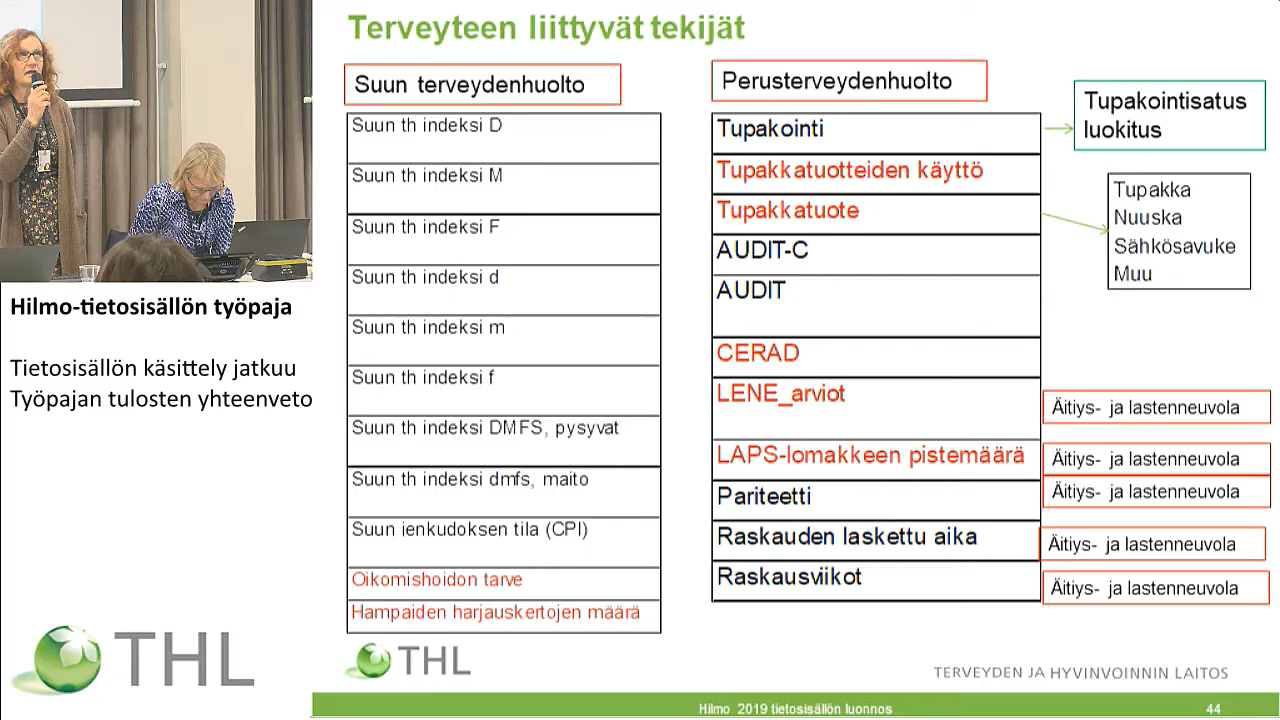 Terveyteen liittyvät tekijät
Suun terveydenhuolto
Suun th indeksi D
Suun th indeksi M
Suun th indeksi F
Suun th indeksi d
Suun th indeksi m
Suun th indeksi f
Suun th indeksi DMFS, pysyvat
Suun th indeksi dmfs, maito
Suun ienkudoksen tila (CPI)
Oikomishoidon tarve
Hampaiden harjauskertojen määrä
Perusterveydenhuolto
Tupakointi
Tupakkatuotteiden käyttö
Tupakkatuote
AUDIT-C
AUDIT
CERAD
LENE_arviot
LAPS-lomakkeen pistemäärä
Pariteetti
Raskauden laskettu aika
Raskausviikot
Tupakointisatus
luokitus
Tupakka
Nuuska
Sähkösavuke
Muu
Äitiys- ja lastenneuvola
Äitiys- ja lastenneuvola
Äitiys- ja lastenneuvola
Äitiys- ja lastenneuvola
Äitiys- ja lastenneuvola
Hilmo-tietosisällön työpaja
Tietosisällön käsittely jatkuu
Työpajan tulosten yhteenveto
THL
THL
TERVEYDEN JA HYVINVOINNIN LAITOS
Hilmo 2019 tietosisällön luonnos
44